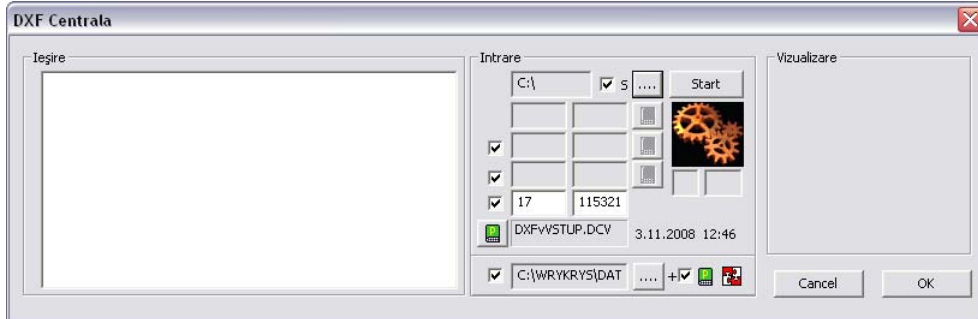 DXF Centrala
Ieşire
Intrare
Vizualizare
C:\ S .... Start
17 115321
P DXFvVSTUP.DCV 3.11.2008 12:46
C:\WRYKRYS\DAT .... + P
Cancel OK